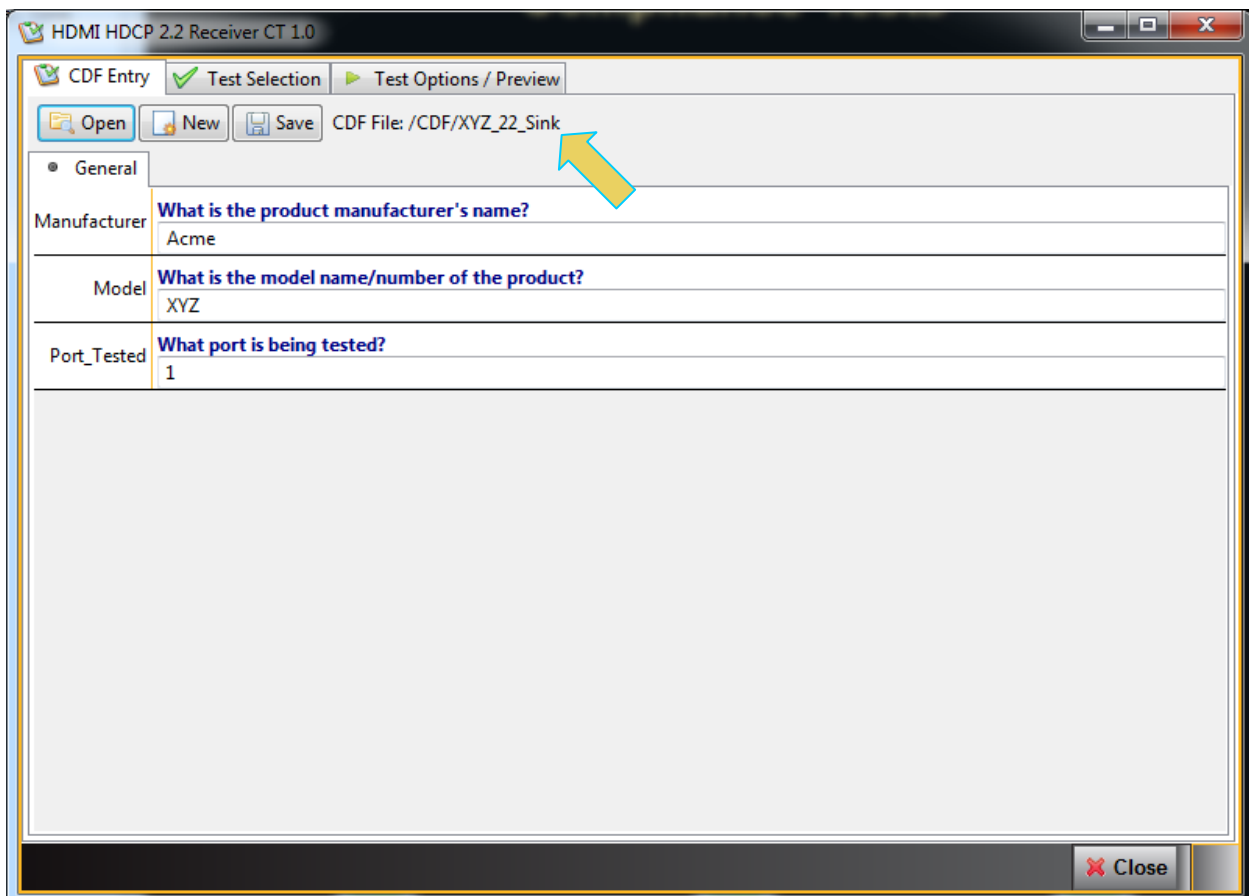 HDMI HDCP 2.2 Receiver CT 1.0
CDF Entry Test Selection Test Options / Preview
Open New Save CDF File: /CDF/XYZ_22_Sink
General
Manufacturer What is the product manufacturer's name?
Acme
Model What is the model name/number of the product?
XYZ
Port_Tested What port is being tested?
1
Close